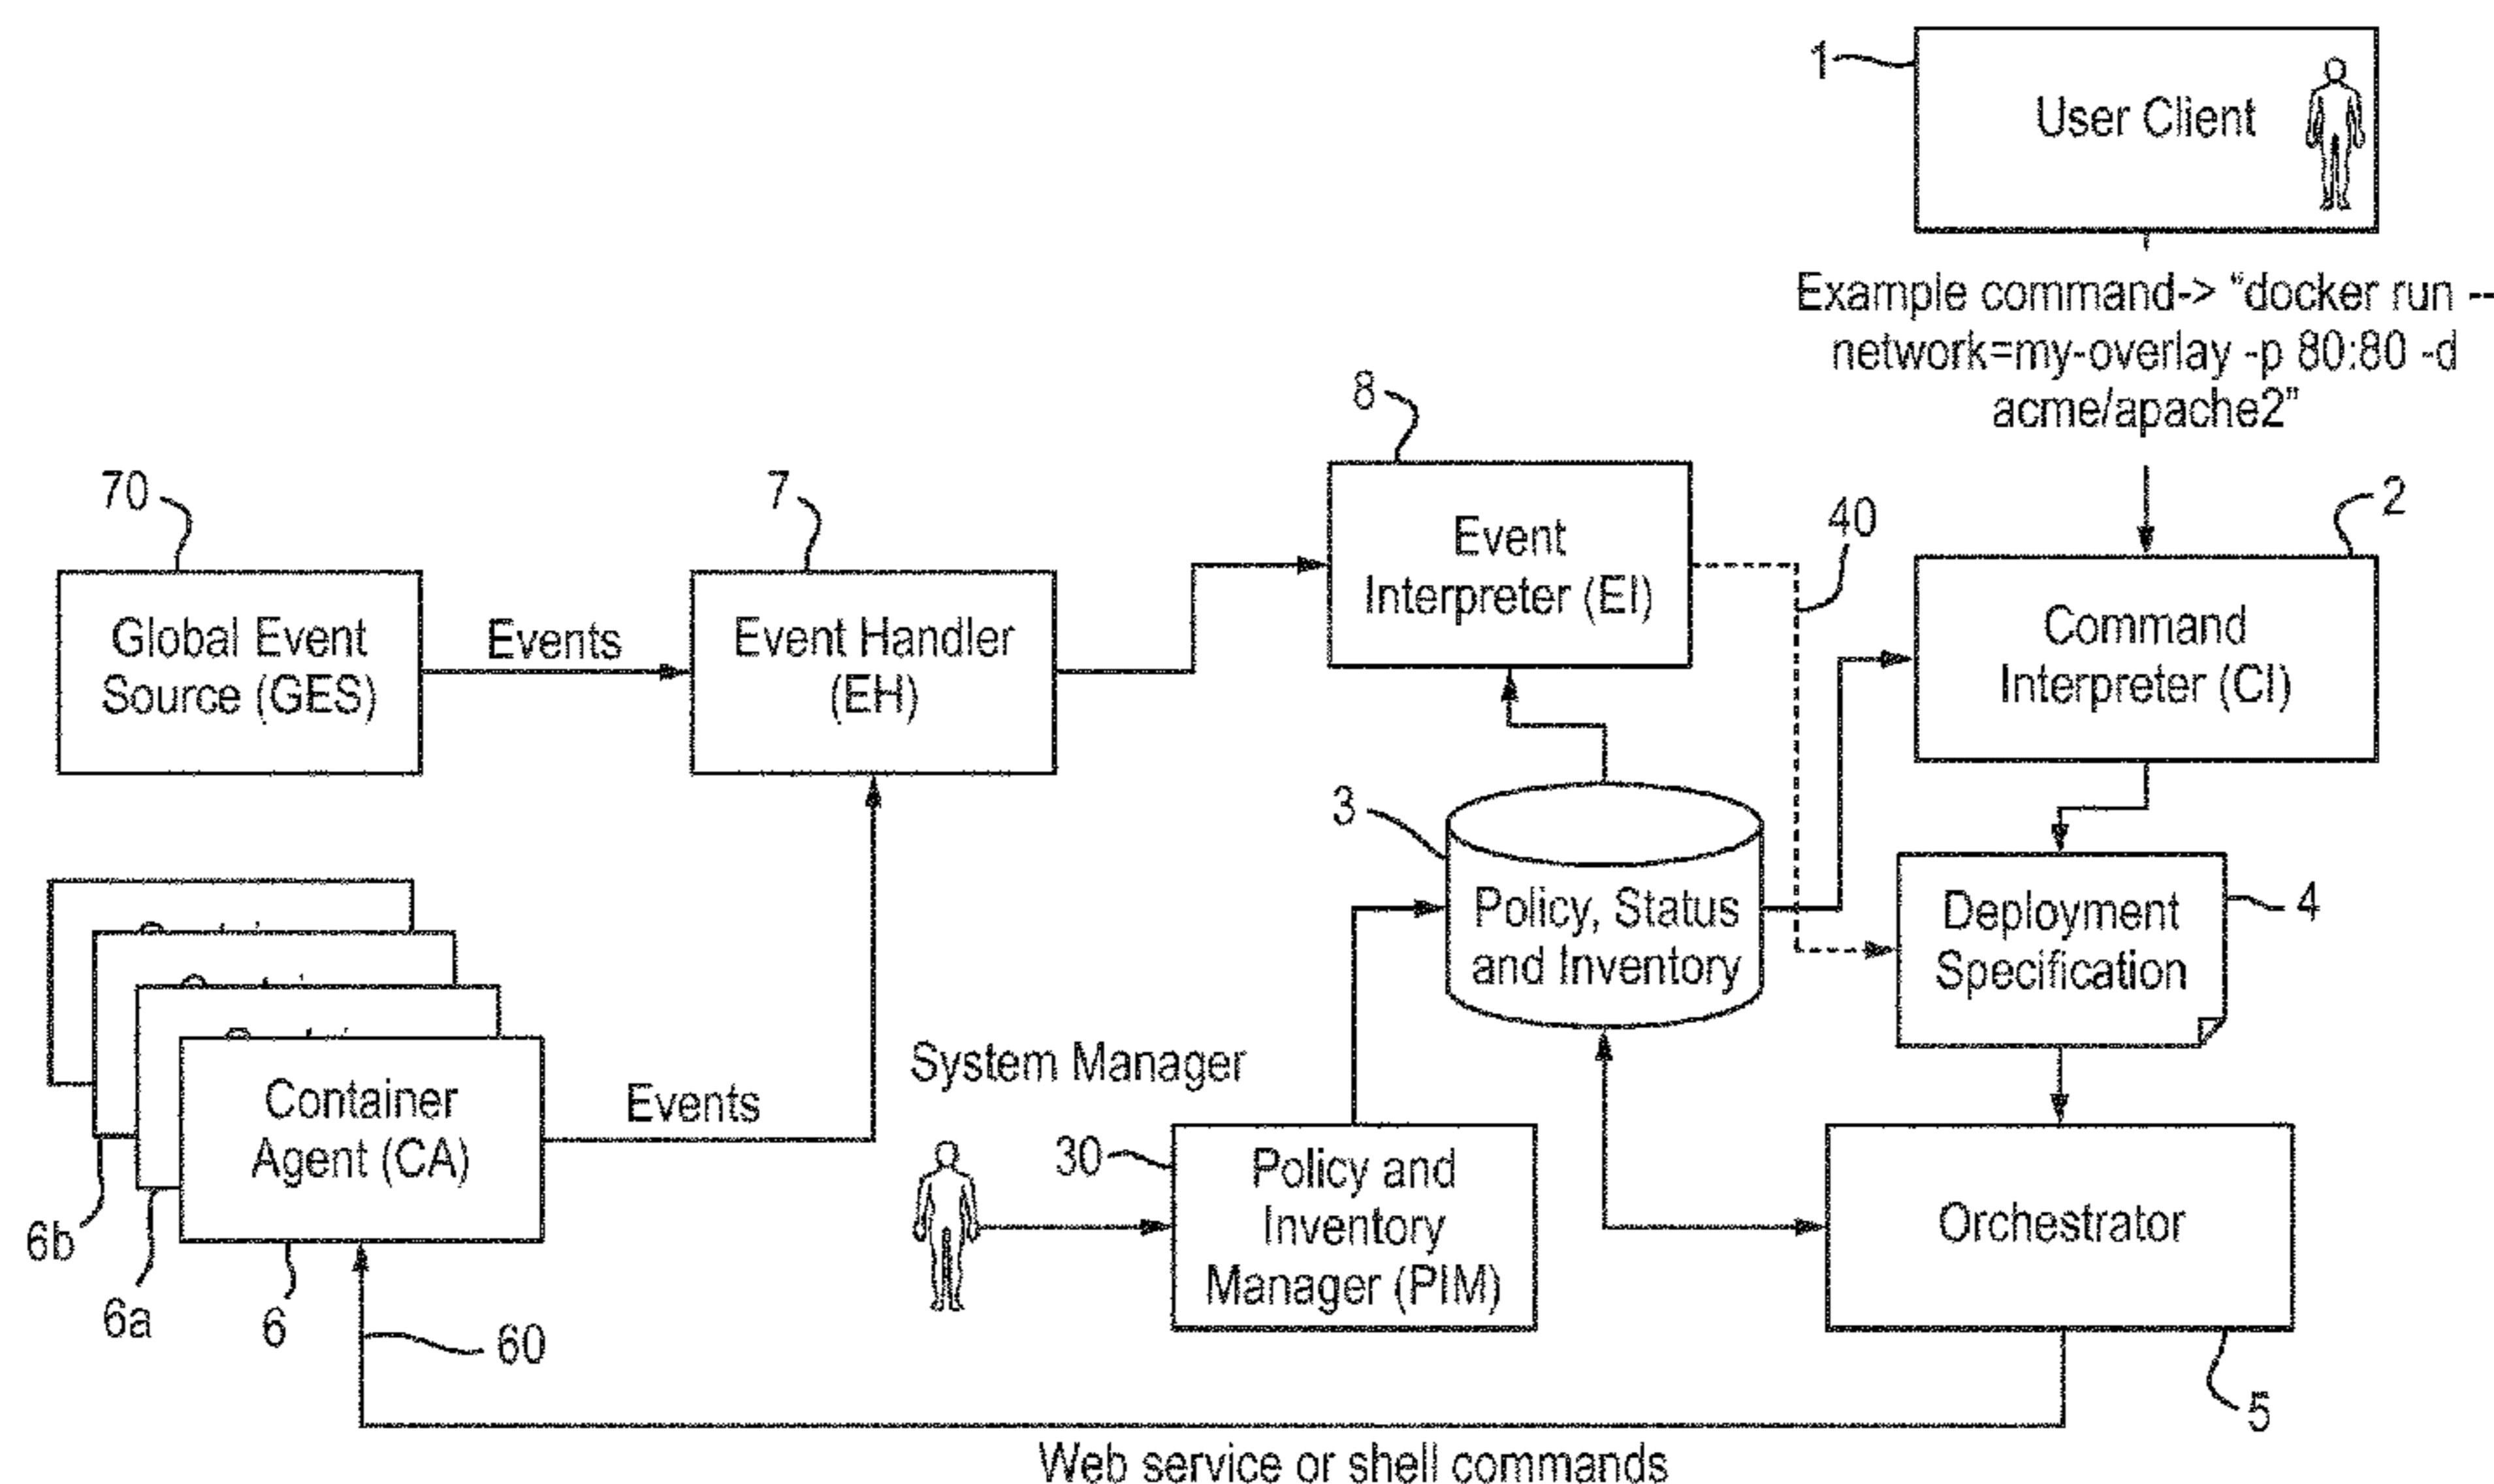 1
User Client
Example command-> “docker run --
network=my-overlay -p 80:80 -d
acme/apache2”
8
70
7
40
2
Event
Interpreter (EI)
Global Event
Source (GES)
Events
Event Handler
(EH)
Command
Interpreter (CI)
3
Policy, Status
and Inventory
Deployment
Specification
4
System Manager
Container
Agent (CA)
Events
30
Policy and
Inventory
Manager (PIM)
Orchestrator
6b
6a
6
60
5
Web service or shell commands